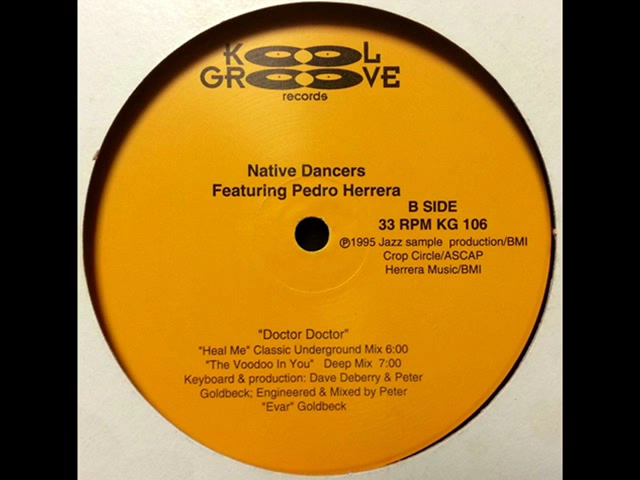 KOOL
GROOVE
records
Native Dancers
Featuring Pedro Herrera
B SIDE
33 RPM KG 106
℗1995 Jazz sample production/BMI
Crop Circle/ASCAP
Herrera Music/BMI
"Doctor Doctor"
"Heal Me" Classic Underground Mix 6:00
"The Voodoo In You" Deep Mix 7:00
Keyboard & production: Dave Deberry & Peter
Goldbeck; Engineered & Mixed by Peter
"Evar" Goldbeck